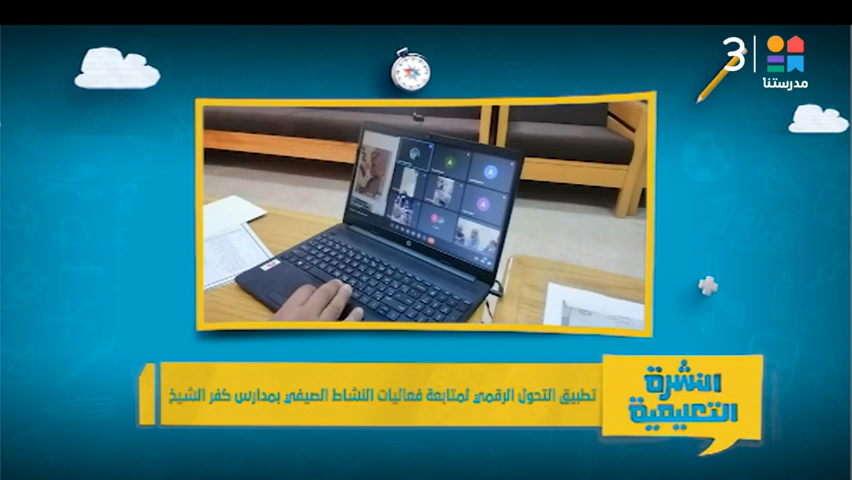 3
مدرستنا
النشرة
التعليمية
تطبيق التحول الرقمي لمتابعة فعاليات النشاط الصيفي بمدارس كفر الشيخ